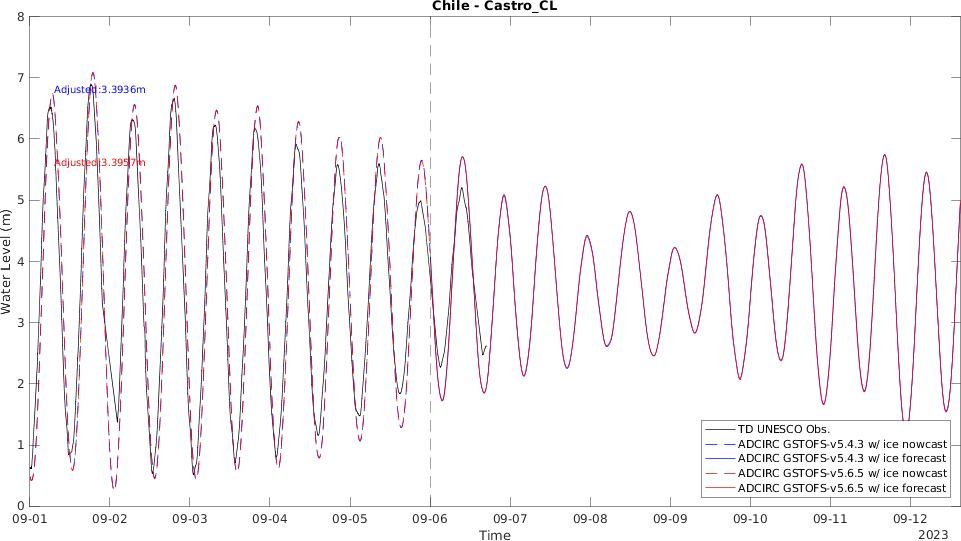 Chile - Castro_CL
8
7
6
5
4
3
2
1
0
Water Level (m)
Adjusted:3.3936m
Adjusted:3.3957m
TD UNESCO Obs.
ADCIRC GSTOFS-v5.4.3 w/ ice nowcast
ADCIRC GSTOFS-v5.4.3 w/ ice forecast
ADCIRC GSTOFS-v5.6.5 w/ ice nowcast
ADCIRC GSTOFS-v5.6.5 w/ ice forecast
09-01 09-02 09-03 09-04 09-05 09-06 09-07 09-08 09-09 09-10 09-11 09-12
Time
2023